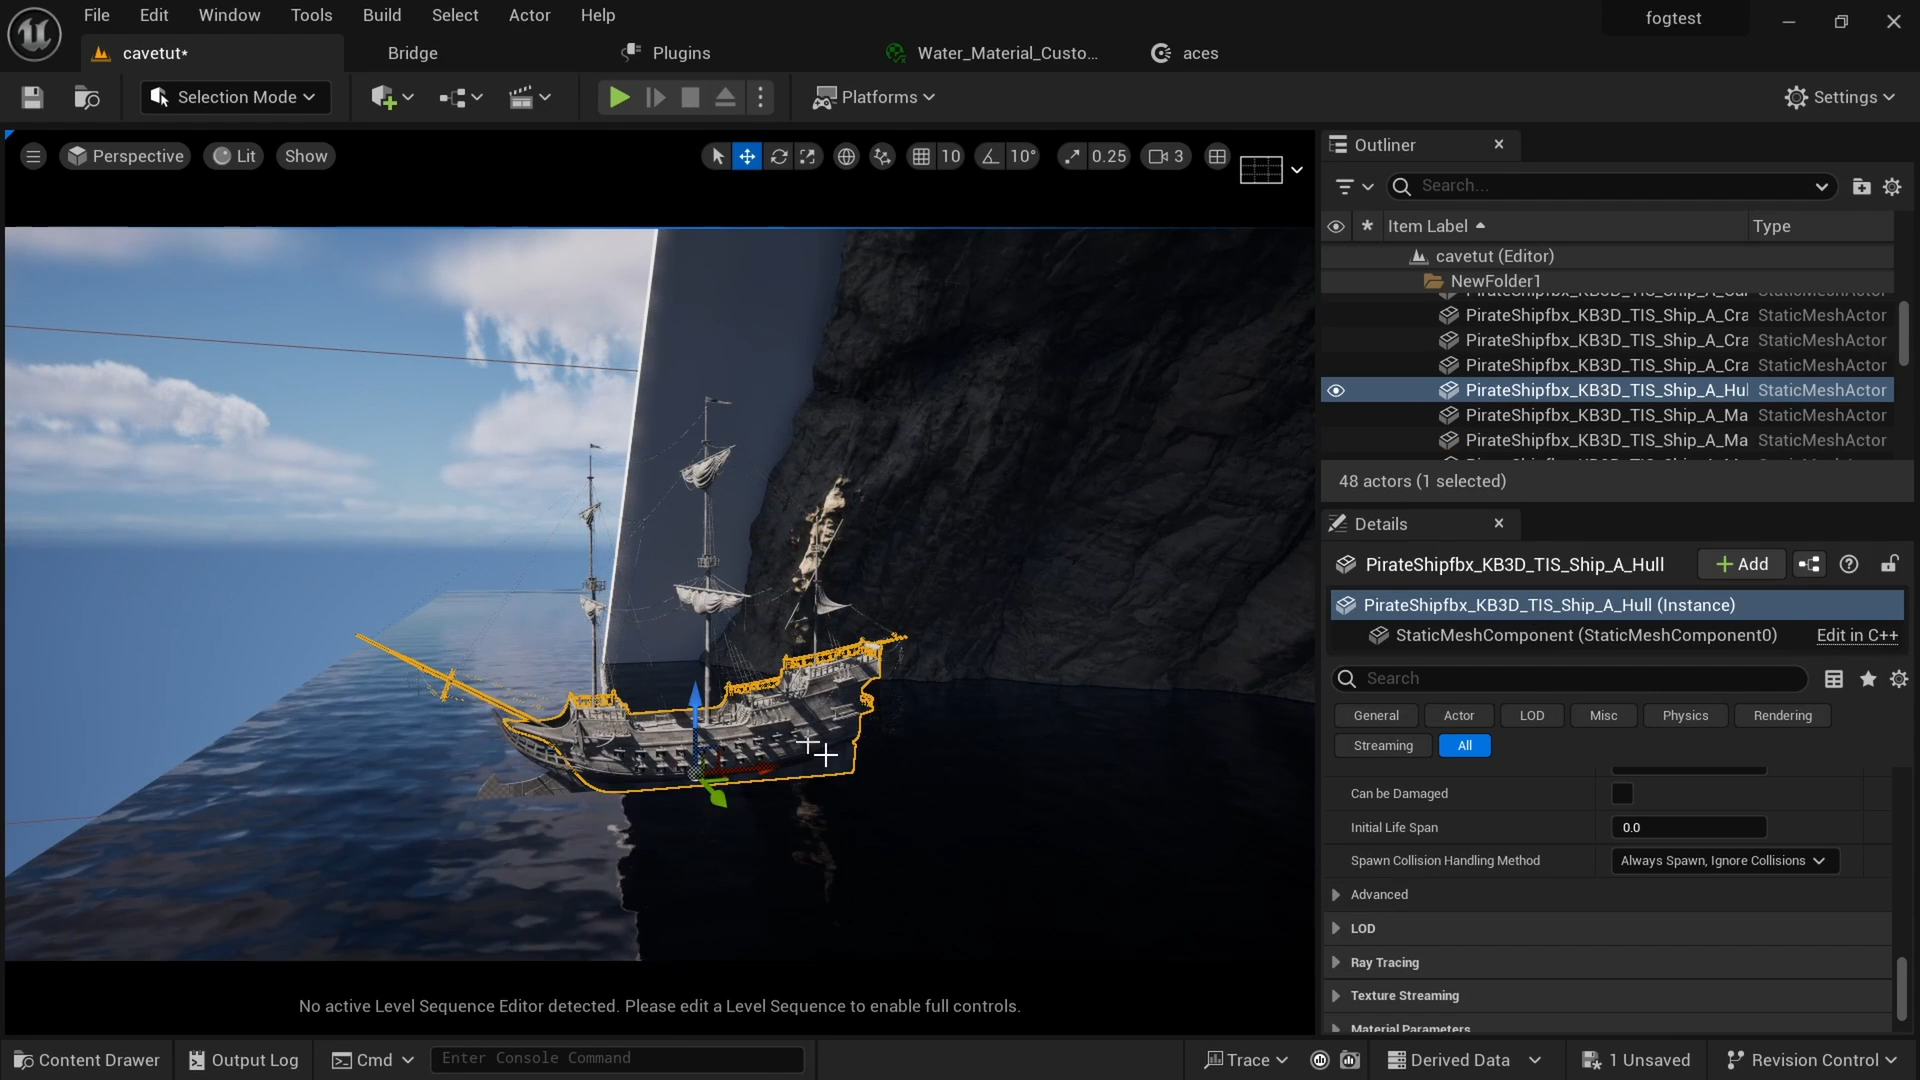 File Edit Window Tools Build Select Actor Help
fogtest
cavetut*
Bridge
Plugins
Water_Material_Custo...
aces
Selection Mode
Platforms
Settings
Perspective
Lit
Show
10
10°
0.25
3
No active Level Sequence Editor detected. Please edit a Level Sequence to enable full controls.
Outliner
Search...
Item Label
Type
cavetut (Editor)
NewFolder1
PirateShipfbx_KB3D_TIS_Ship_A_Cra StaticMeshActor
PirateShipfbx_KB3D_TIS_Ship_A_Cra StaticMeshActor
PirateShipfbx_KB3D_TIS_Ship_A_Cra StaticMeshActor
PirateShipfbx_KB3D_TIS_Ship_A_Hul StaticMeshActor
PirateShipfbx_KB3D_TIS_Ship_A_Ma StaticMeshActor
PirateShipfbx_KB3D_TIS_Ship_A_Ma StaticMeshActor
48 actors (1 selected)
Details
PirateShipfbx_KB3D_TIS_Ship_A_Hull
Add
PirateShipfbx_KB3D_TIS_Ship_A_Hull (Instance)
StaticMeshComponent (StaticMeshComponent0) Edit in C++
Search
General Actor LOD Misc Physics Rendering
Streaming All
Can be Damaged
Initial Life Span 0.0
Spawn Collision Handling Method Always Spawn, Ignore Collisions
Advanced
LOD
Ray Tracing
Texture Streaming
Material Parameters
Content Drawer
Output Log
Cmd
Enter Console Command
Trace
Derived Data
1 Unsaved
Revision Control